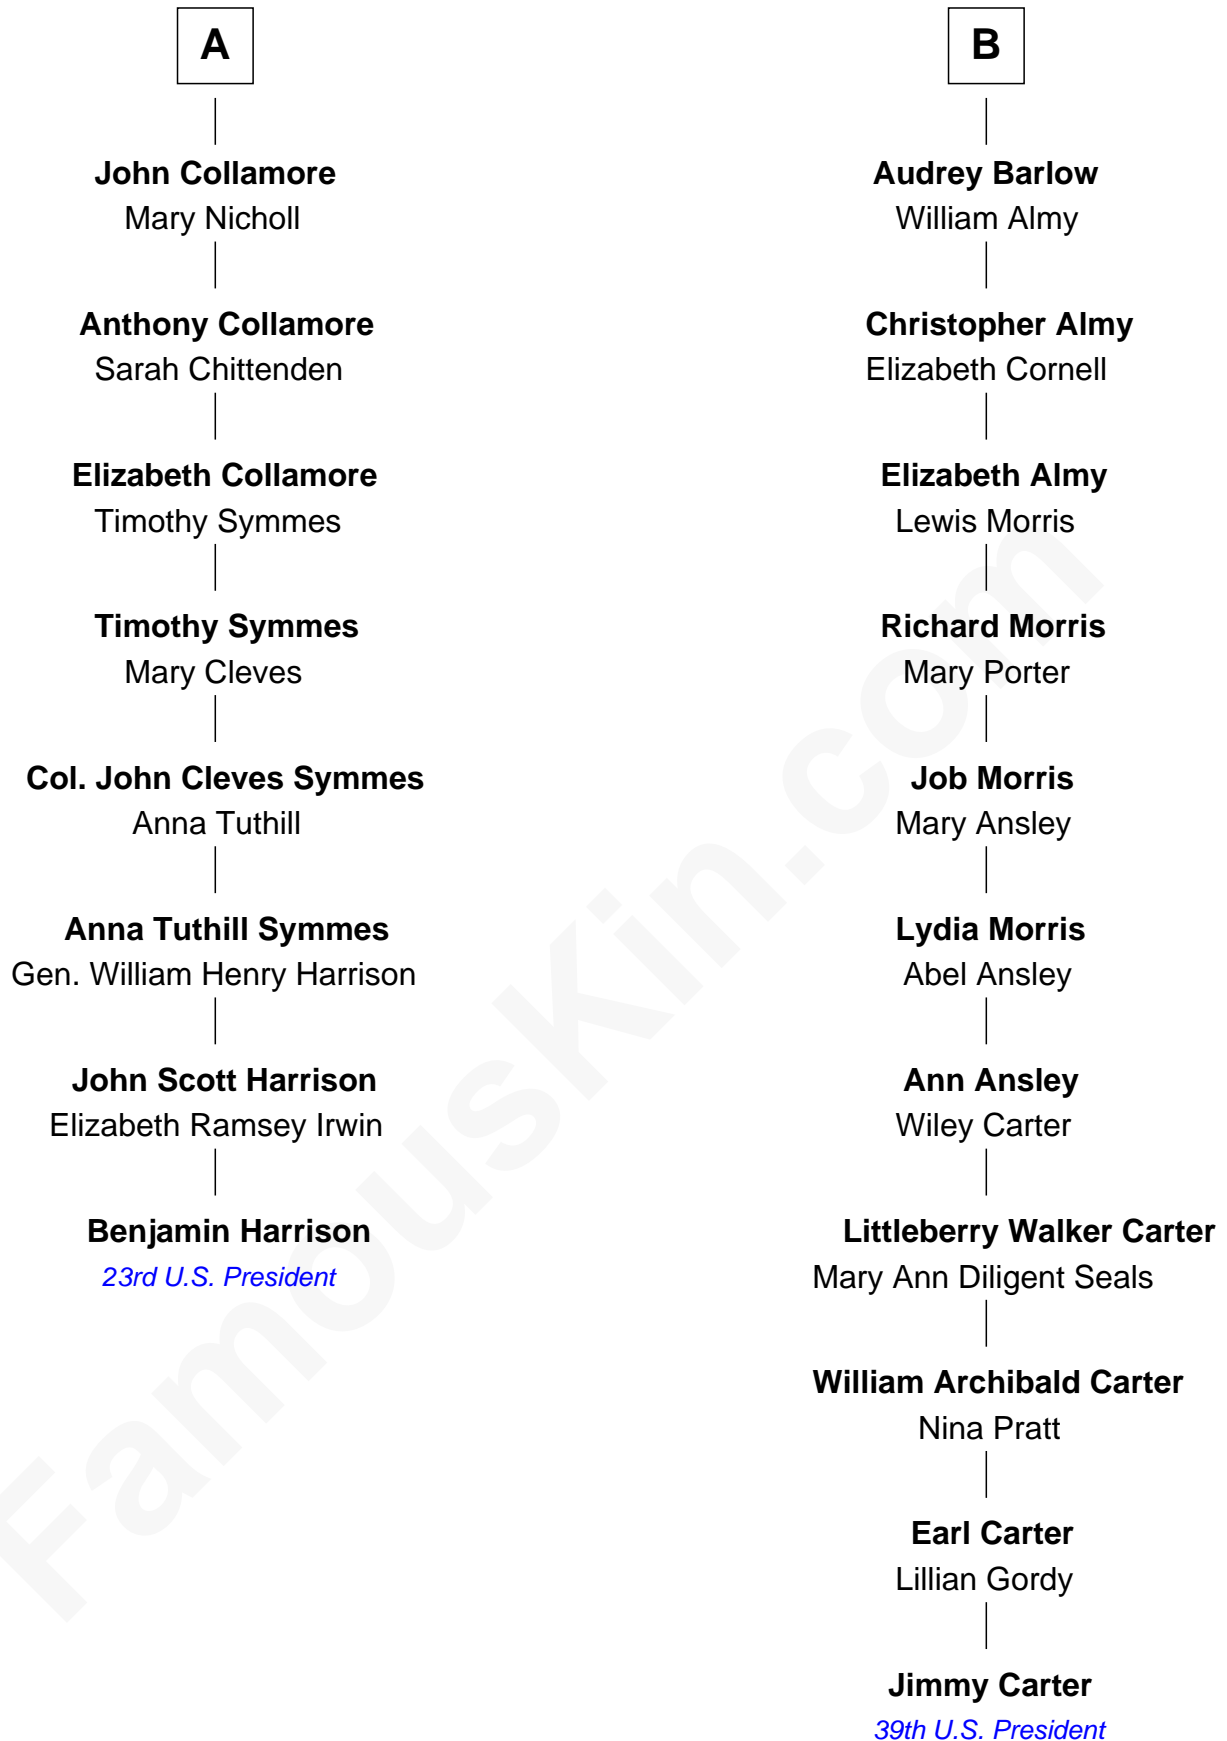 A
John Collamore
Mary Nicholl
Anthony Collamore
Sarah Chittenden
Elizabeth Collamore
Timothy Symmes
Timothy Symmes
Mary Cleves
Col. John Cleves Symmes
Anna Tuthill
Anna Tuthill Symmes
Gen. William Henry Harrison
John Scott Harrison
Elizabeth Ramsey Irwin
Benjamin Harrison
23rd U.S. President
B
Audrey Barlow
William Almy
Christopher Almy
Elizabeth Cornell
Elizabeth Almy
Lewis Morris
Richard Morris
Mary Porter
Job Morris
Mary Ansley
Lydia Morris
Abel Ansley
Ann Ansley
Wiley Carter
Littleberry Walker Carter
Mary Ann Diligent Seals
William Archibald Carter
Nina Pratt
Earl Carter
Lillian Gordy
Jimmy Carter
39th U.S. President
FamousKin.com